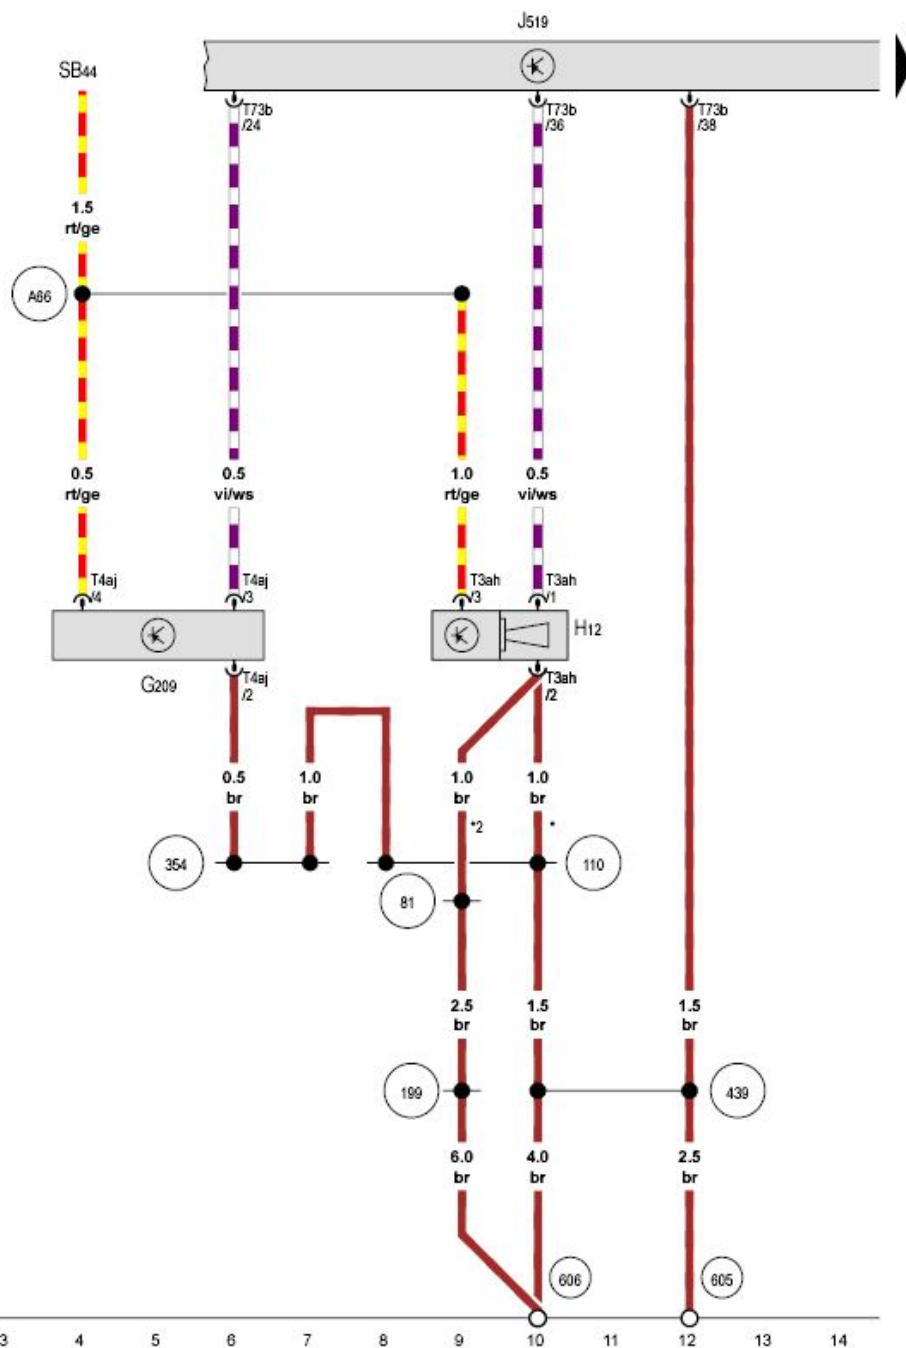 J519
SB44
T73b
/24
T73b
/36
T73b
/38
1.5
rt/ge
A66
0.5
rt/ge
0.5
vi/ws
1.0
rt/ge
0.5
vi/ws
T4aj
/4
T4aj
/3
T3ah
/3
T3ah
/1
H12
G209
T4aj
/2
T3ah
/2
0.5
br
1.0
br
1.0
br
1.0
br
*2
*
354
110
81
2.5
br
1.5
br
1.5
br
199
439
6.0
br
4.0
br
2.5
br
606
605
3 4 5 6 7 8 9 10 11 12 13 14